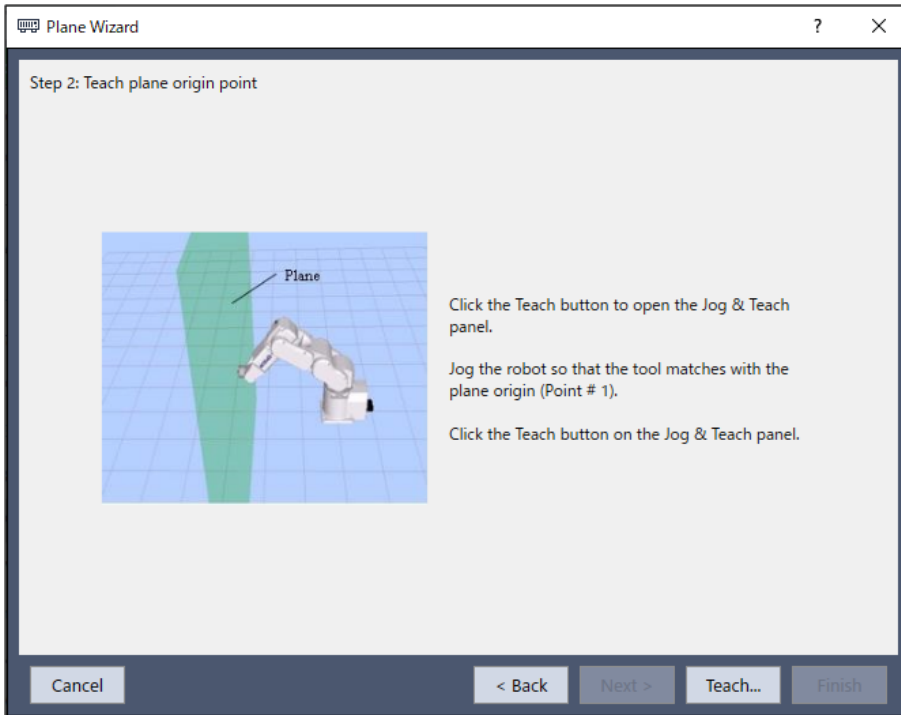 Plane Wizard
?
Step 2: Teach plane origin point
Plane
Click the Teach button to open the Jog & Teach
panel.
Jog the robot so that the tool matches with the
plane origin (Point # 1).
Click the Teach button on the Jog & Teach panel.
Cancel
< Back
Next >
Teach...
Finish